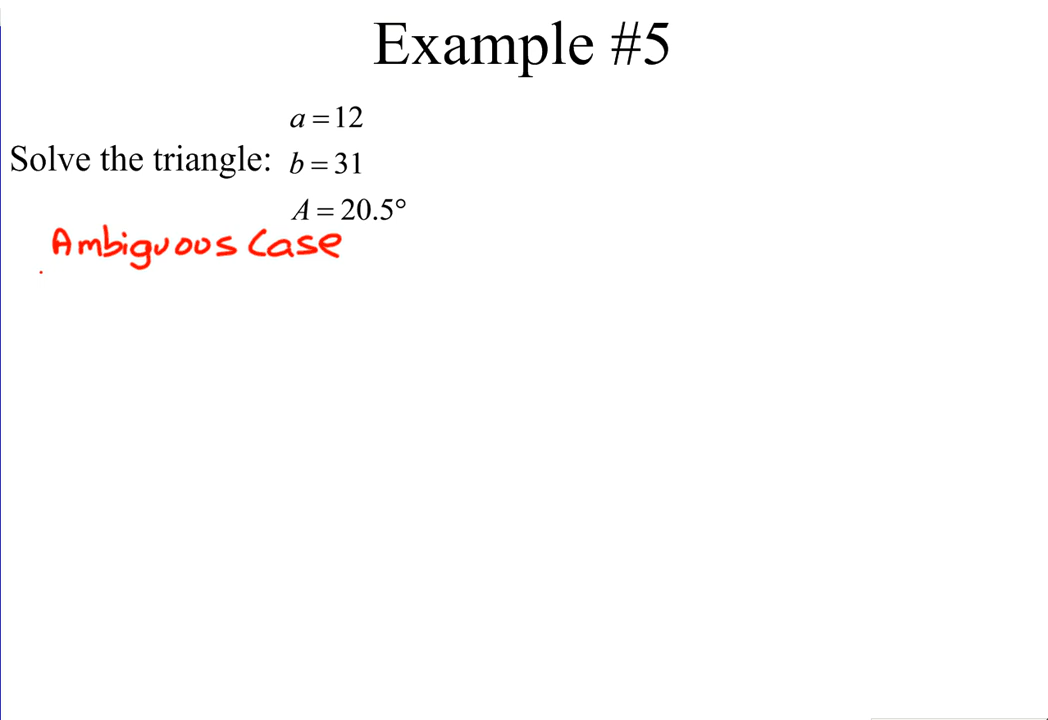 Example #5
a = 12
Solve the triangle: b = 31
A = 20.5°
Ambiguous Case